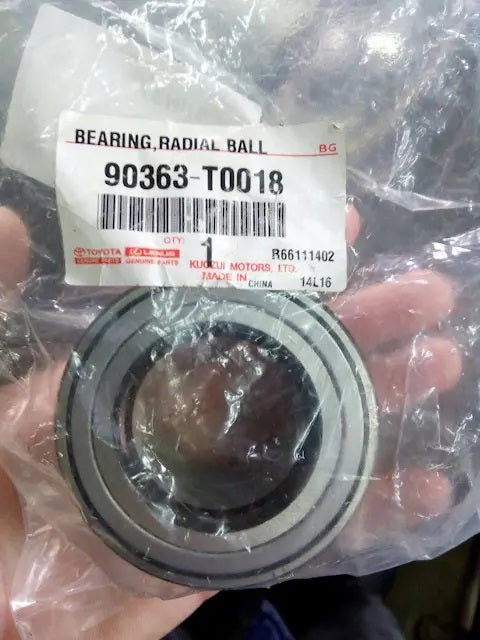 BEARING,RADIAL BALL BG
90363-T0018
QTY: 1 R66111402
TOYOTA LEXUS KUOZUI MOTORS, LTD.
GENUINE PARTS GENUINE PARTS MADE IN CHINA 14L16